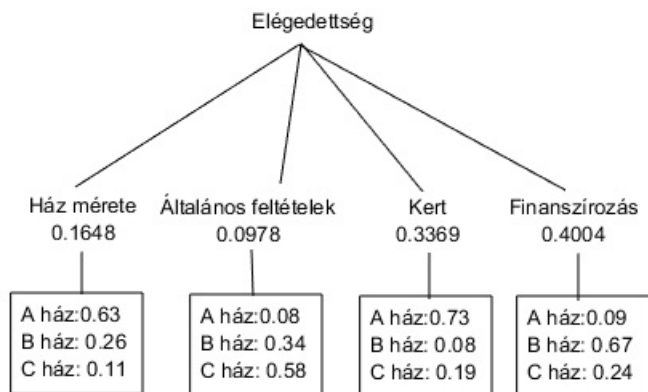 Elégedettség
Ház mérete
0.1648
Általános feltételek
0.0978
Kert
0.3369
Finanszírozás
0.4004
A ház:0.63
B ház: 0.26
C ház: 0.11
A ház:0.08
B ház: 0.34
C ház: 0.58
A ház:0.73
B ház: 0.08
C ház: 0.19
A ház:0.09
B ház: 0.67
C ház: 0.24